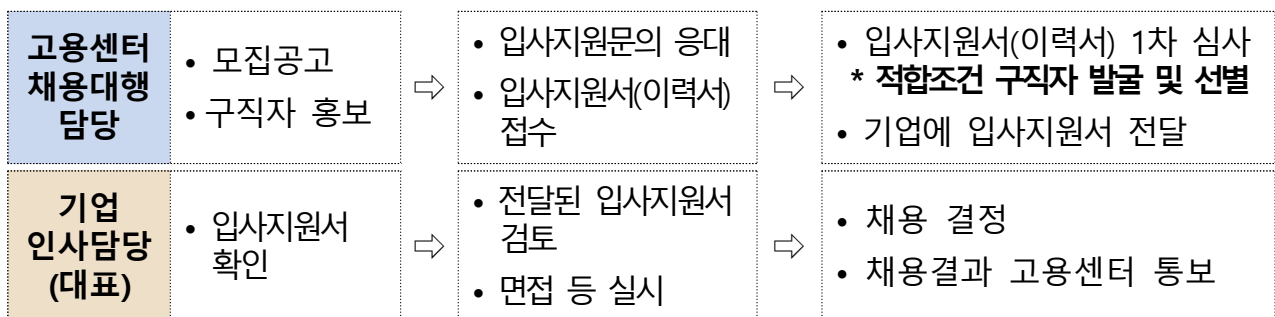 고용센터
채용대행
담당
• 모집공고
• 구직자 홍보
⇨
• 입사지원문의 응대
• 입사지원서(이력서)
접수
⇨
• 입사지원서(이력서) 1차 심사
* 적합조건 구직자 발굴 및 선별
• 기업에 입사지원서 전달
기업
인사담당
(대표)
• 입사지원서
확인
⇨
• 전달된 입사지원서
검토
• 면접 등 실시
⇨
• 채용 결정
• 채용결과 고용센터 통보